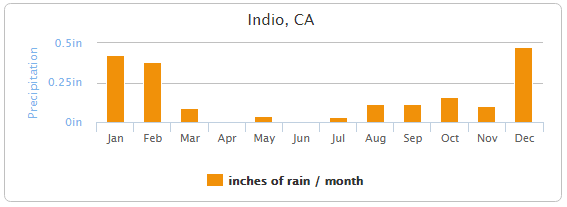 Indio, CA
Precipitation
0.5in
0.25in
0in
Jan Feb Mar Apr May Jun Jul Aug Sep Oct Nov Dec
inches of rain / month